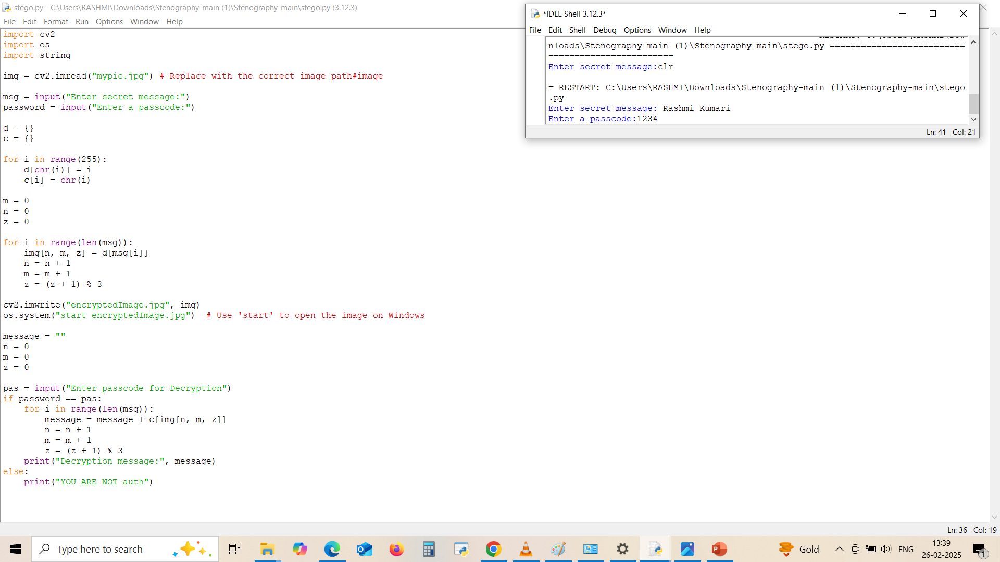 stego.py - C:\Users\RASHMI\Downloads\Stenography-main (1)\Stenography-main\stego.py (3.12.3)
File Edit Format Run Options Window Help
import cv2
import os
import string
img = cv2.imread("mypic.jpg") # Replace with the correct image path#image
msg = input("Enter secret message:")
password = input("Enter a passcode:")
d = {}
c = {}
for i in range(255):
    d[chr(i)] = i
    c[i] = chr(i)
m = 0
n = 0
z = 0
for i in range(len(msg)):
    img[n, m, z] = d[msg[i]]
    n = n + 1
    m = m + 1
    z = (z + 1) % 3
cv2.imwrite("encryptedImage.jpg", img)
os.system("start encryptedImage.jpg")  # Use 'start' to open the image on Windows
message = ""
n = 0
m = 0
z = 0
pas = input("Enter passcode for Decryption")
if password == pas:
    for i in range(len(msg)):
        message = message + c[img[n, m, z]]
        n = n + 1
        m = m + 1
        z = (z + 1) % 3
    print("Decryption message:", message)
else:
    print("YOU ARE NOT auth")
Ln: 36 Col: 19
*IDLE Shell 3.12.3*
File Edit Shell Debug Options Window Help
nloads\Stenography-main (1)\Stenography-main\stego.py ==========================
========================
Enter secret message:clr
= RESTART: C:\Users\RASHMI\Downloads\Stenography-main (1)\Stenography-main\stego
.py
Enter secret message: Rashmi Kumari
Enter a passcode:1234
Ln: 41 Col: 21
Type here to search
Gold
ENG
13:39
26-02-2025
1